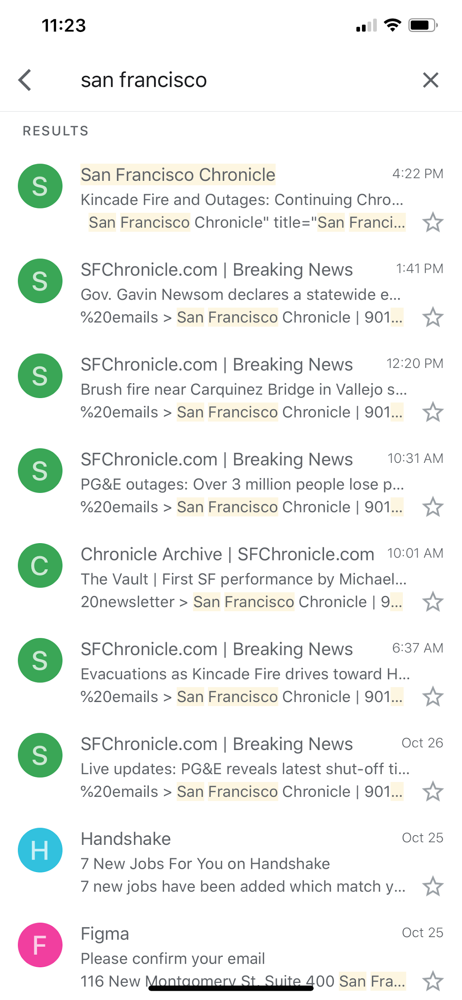 11:23
san francisco
RESULTS
S
San Francisco Chronicle 4:22 PM
Kincade Fire and Outages: Continuing Chro...
San Francisco Chronicle" title="San Franci...
S
SFChronicle.com | Breaking News 1:41 PM
Gov. Gavin Newsom declares a statewide e...
%20emails > San Francisco Chronicle | 901...
S
SFChronicle.com | Breaking News 12:20 PM
Brush fire near Carquinez Bridge in Vallejo s...
%20emails > San Francisco Chronicle | 901...
S
SFChronicle.com | Breaking News 10:31 AM
PG&E outages: Over 3 million people lose p...
%20emails > San Francisco Chronicle | 901...
C
Chronicle Archive | SFChronicle.com 10:01 AM
The Vault | First SF performance by Michael...
20newsletter > San Francisco Chronicle | 9...
S
SFChronicle.com | Breaking News 6:37 AM
Evacuations as Kincade Fire drives toward H...
%20emails > San Francisco Chronicle | 901...
S
SFChronicle.com | Breaking News Oct 26
Live updates: PG&E reveals latest shut-off ti...
%20emails > San Francisco Chronicle | 901...
H
Handshake Oct 25
7 New Jobs For You on Handshake
7 new jobs have been added which match y...
F
Figma Oct 25
Please confirm your email
116 New Montgomery St. Suite 400 San Fra...